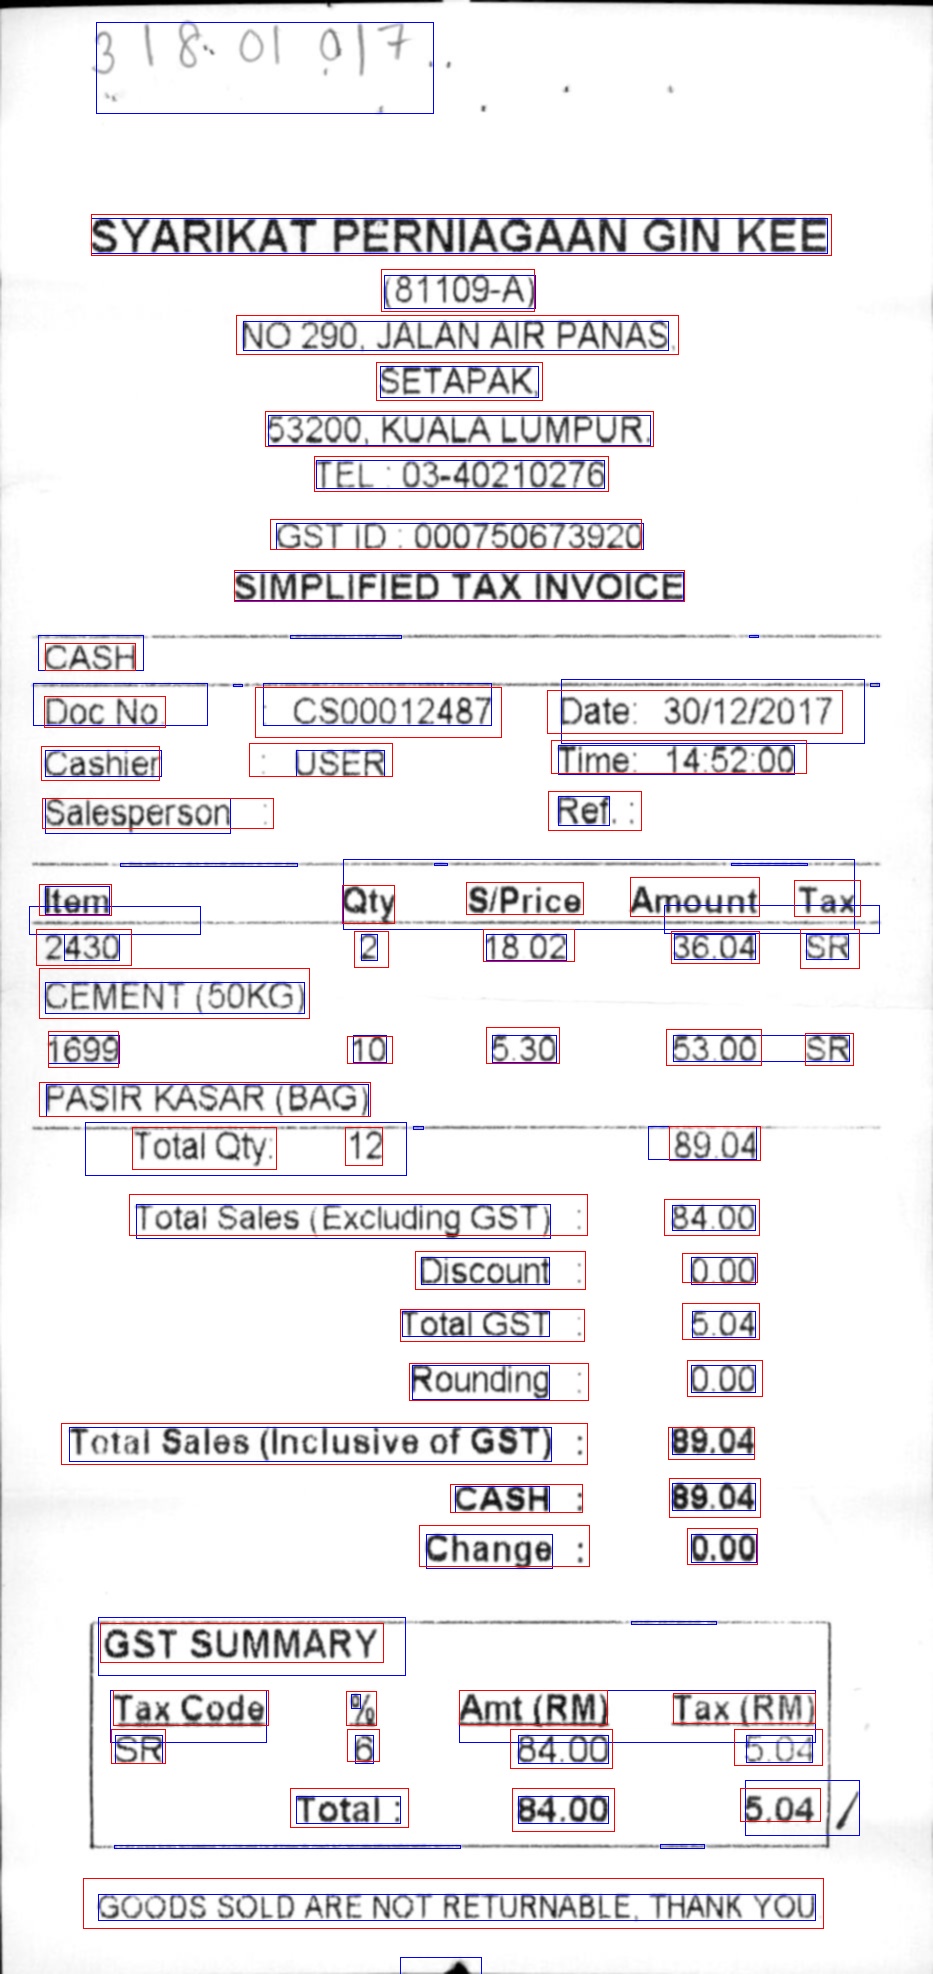 318.01017..
SYARIKAT PERNIAGAAN GIN KEE
(81109-A)
NO 290, JALAN AIR PANAS,
SETAPAK,
53200, KUALA LUMPUR.
TEL : 03-40210276
GST ID : 000750673920
SIMPLIFIED TAX INVOICE
CASH
Doc No. : CS00012487 Date: 30/12/2017
Cashier : USER Time: 14:52:00
Salesperson : Ref. :
Item Qty S/Price Amount Tax
2430 2 18.02 36.04 SR
CEMENT (50KG)
1699 10 5.30 53.00 SR
PASIR KASAR (BAG)
Total Qty: 12 89.04
Total Sales (Excluding GST) : 84.00
Discount : 0.00
Total GST : 5.04
Rounding : 0.00
Total Sales (Inclusive of GST) : 89.04
CASH : 89.04
Change : 0.00
GST SUMMARY
Tax Code % Amt (RM) Tax (RM)
SR 6 84.00 5.04
Total : 84.00 5.04 /
GOODS SOLD ARE NOT RETURNABLE, THANK YOU